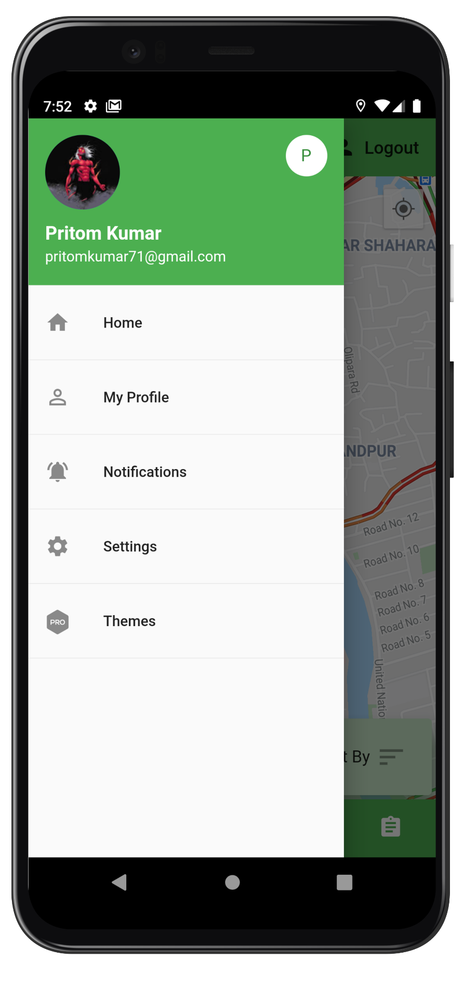 7:52
P
Logout
Pritom Kumar
pritomkumar71@gmail.com
AR SHAHARA
Home
Olipara Rd
My Profile
NDPUR
Notifications
Road No. 12
Settings
Road No. 10
Road No. 8
Road No. 7
PRO
Themes
Road No. 6
Road No. 5
United Natio
t By